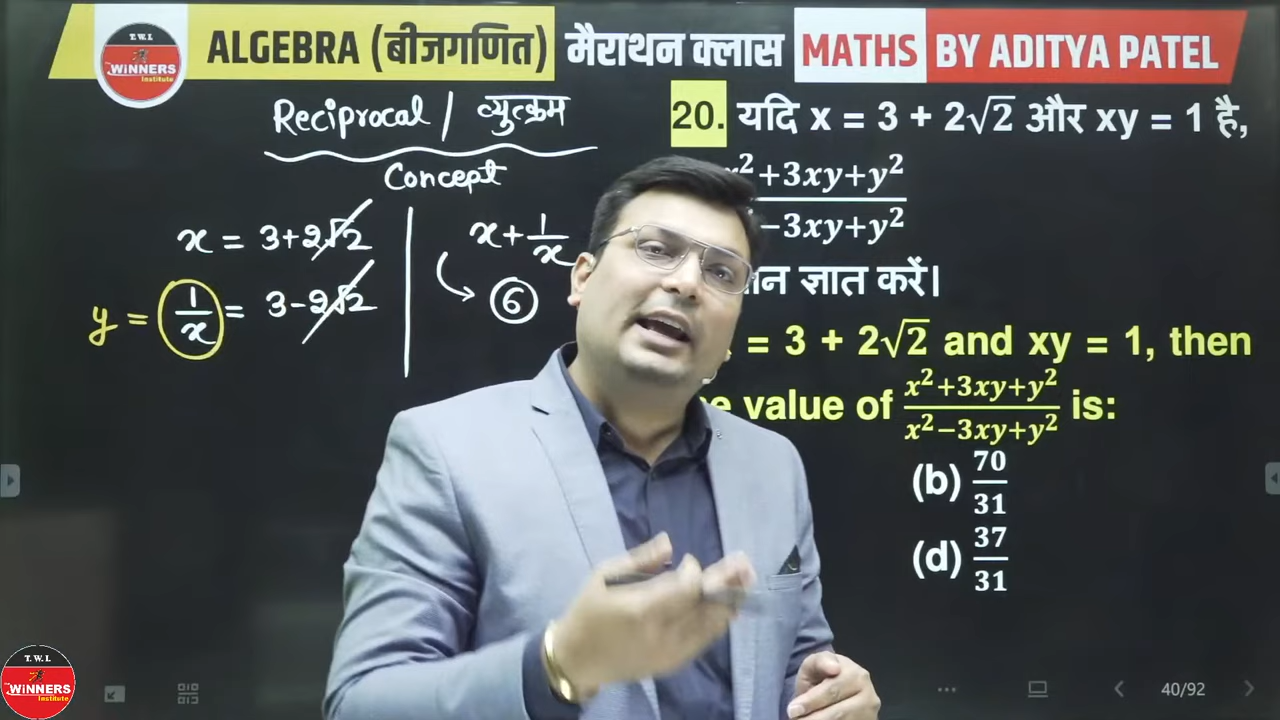 T.W.I.
WINNERS
Institute
ALGEBRA (बीजगणित) मैराथन क्लास MATHS BY ADITYA PATEL
Reciprocal / व्युत्क्रम
Concept
x = 3+2√2
y = 1/x = 3-2√2
x+1/x
6
20. यदि x = 3 + 2√2 और xy = 1 है,
x²+3xy+y²
-3xy+y²
ज्ञात करें।
= 3 + 2√2 and xy = 1, then
value of x²+3xy+y²/x²-3xy+y² is:
(b) 70/31
(d) 37/31
T.W.I.
WINNERS
Institute
40/92